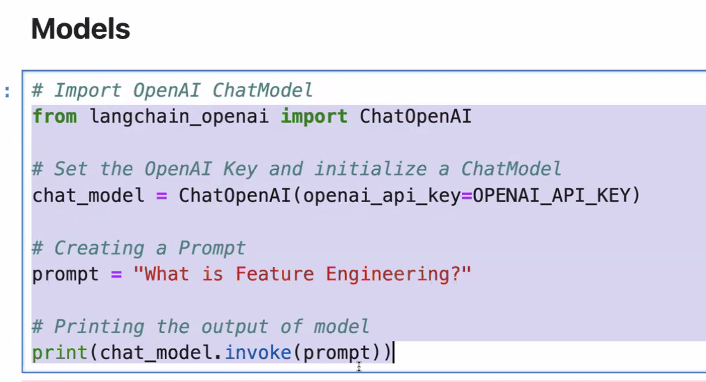 Models
:
# Import OpenAI ChatModel
from langchain_openai import ChatOpenAI
# Set the OpenAI Key and initialize a ChatModel
chat_model = ChatOpenAI(openai_api_key=OPENAI_API_KEY)
# Creating a Prompt
prompt = "What is Feature Engineering?"
# Printing the output of model
print(chat_model.invoke(prompt))